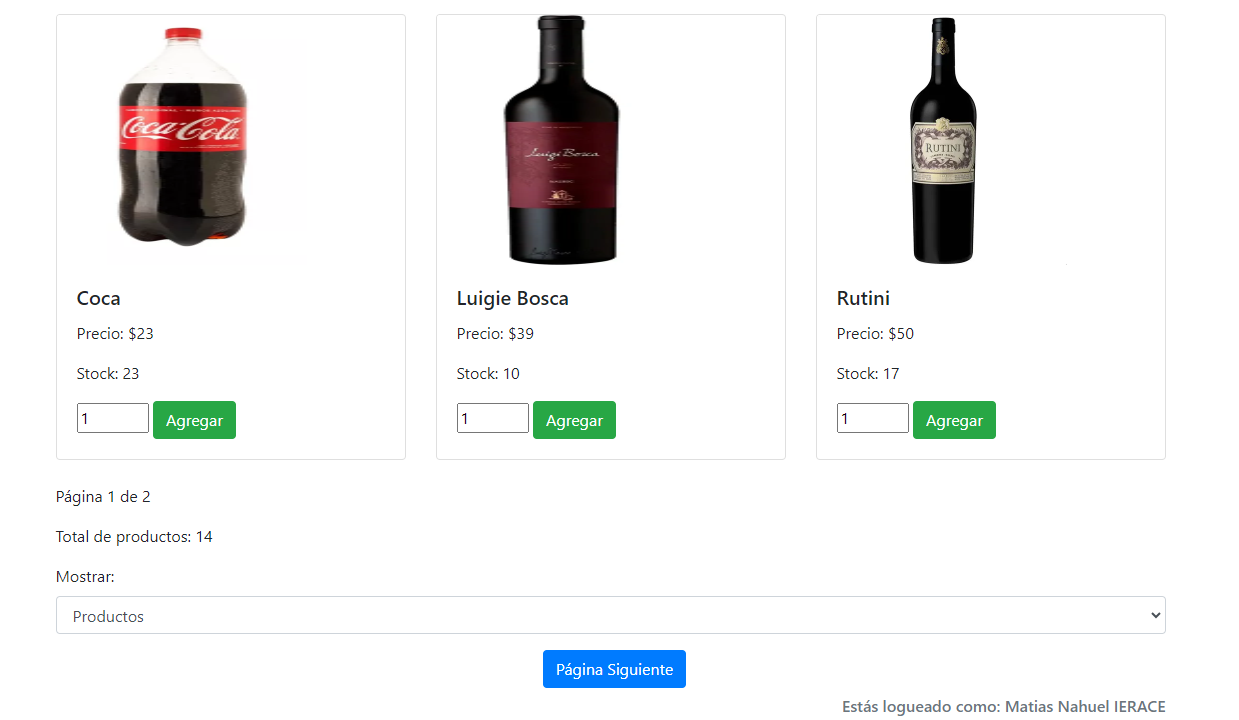 Coca-Cola
Luigi Bosca
RUTINI
Coca
Luigie Bosca
Rutini
Precio: $23
Precio: $39
Precio: $50
Stock: 23
Stock: 10
Stock: 17
1 Agregar
1 Agregar
1 Agregar
Página 1 de 2
Total de productos: 14
Mostrar:
Productos
Página Siguiente
Estás logueado como: Matias Nahuel IERACE